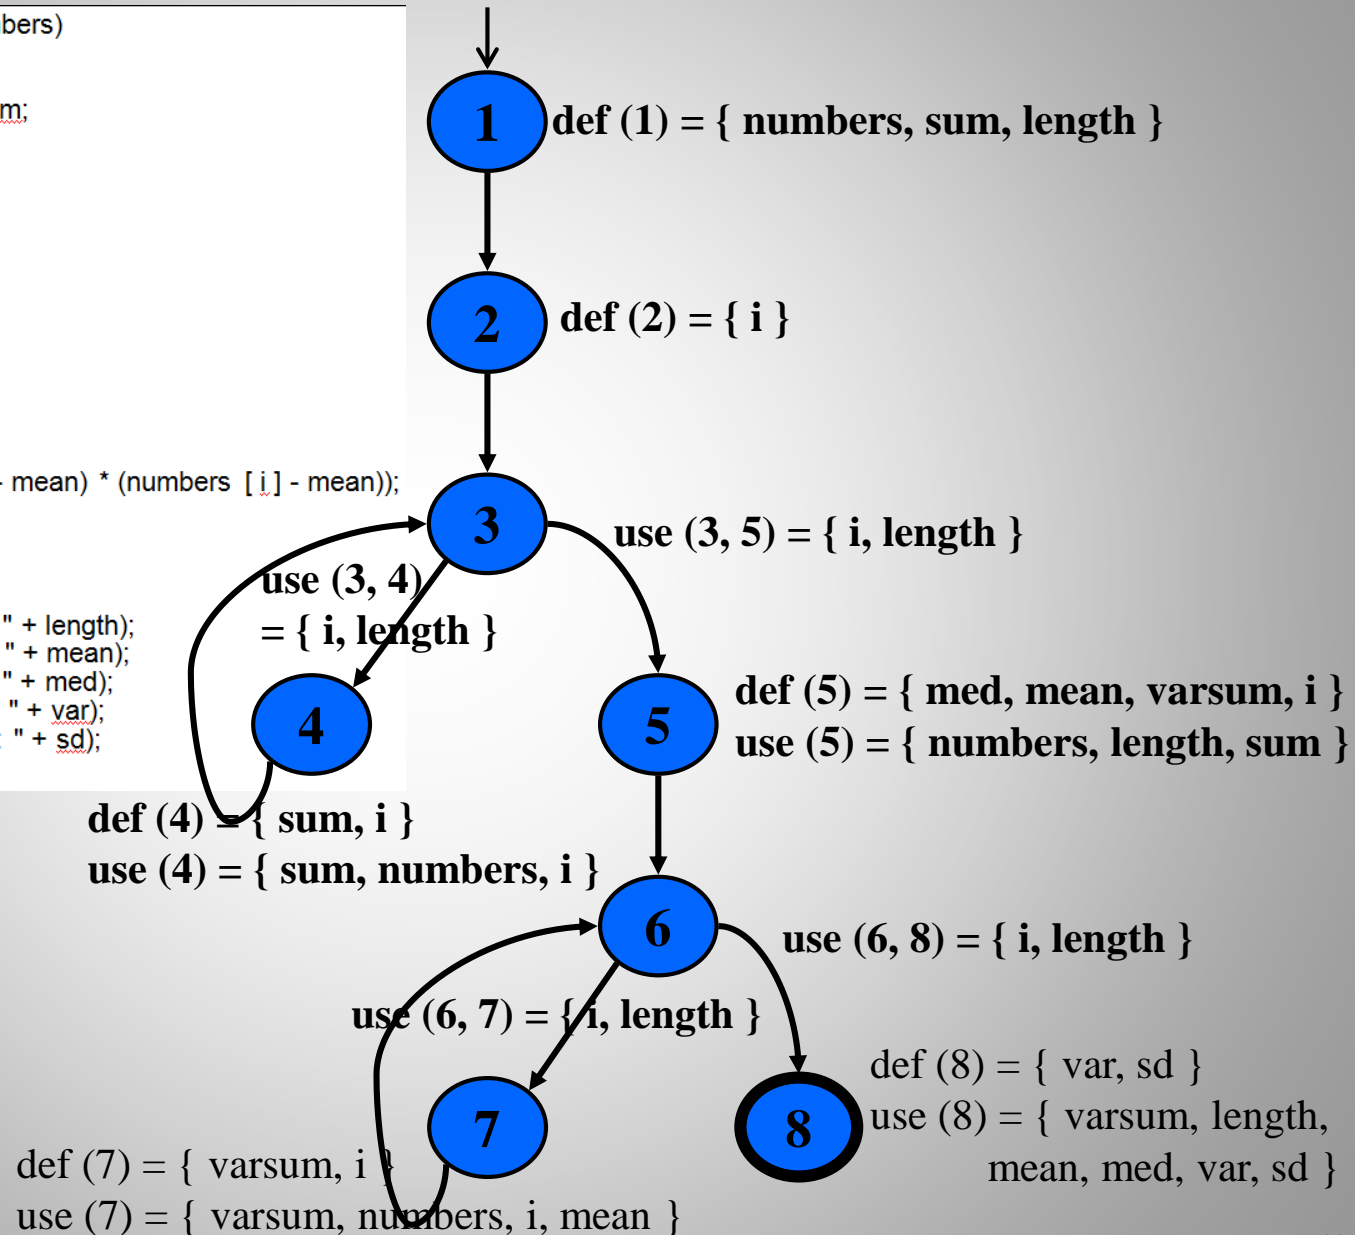 bers)
m;
- mean) * (numbers [ i ] - mean));
" + length);
" + mean);
" + med);
" + var);
: " + sd);
1
def (1) = { numbers, sum, length }
2
def (2) = { i }
3
use (3, 5) = { i, length }
use (3, 4)
= { i, length }
4
def (4) = { sum, i }
use (4) = { sum, numbers, i }
5
def (5) = { med, mean, varsum, i }
use (5) = { numbers, length, sum }
6
use (6, 8) = { i, length }
use (6, 7) = { i, length }
7
def (7) = { varsum, i }
use (7) = { varsum, numbers, i, mean }
8
def (8) = { var, sd }
use (8) = { varsum, length,
mean, med, var, sd }